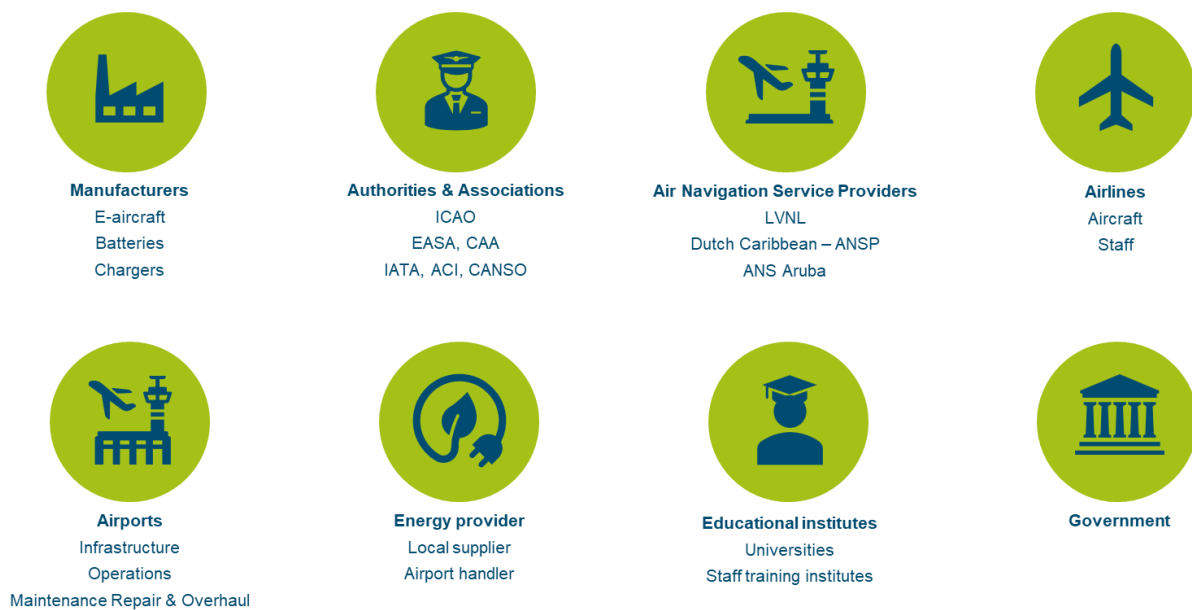 Manufacturers
E-aircraft
Batteries
Chargers
Authorities & Associations
ICAO
EASA, CAA
IATA, ACI, CANSO
Air Navigation Service Providers
LVNL
Dutch Caribbean – ANSP
ANS Aruba
Airlines
Aircraft
Staff
Airports
Infrastructure
Operations
Maintenance Repair & Overhaul
Energy provider
Local supplier
Airport handler
Educational institutes
Universities
Staff training institutes
Government